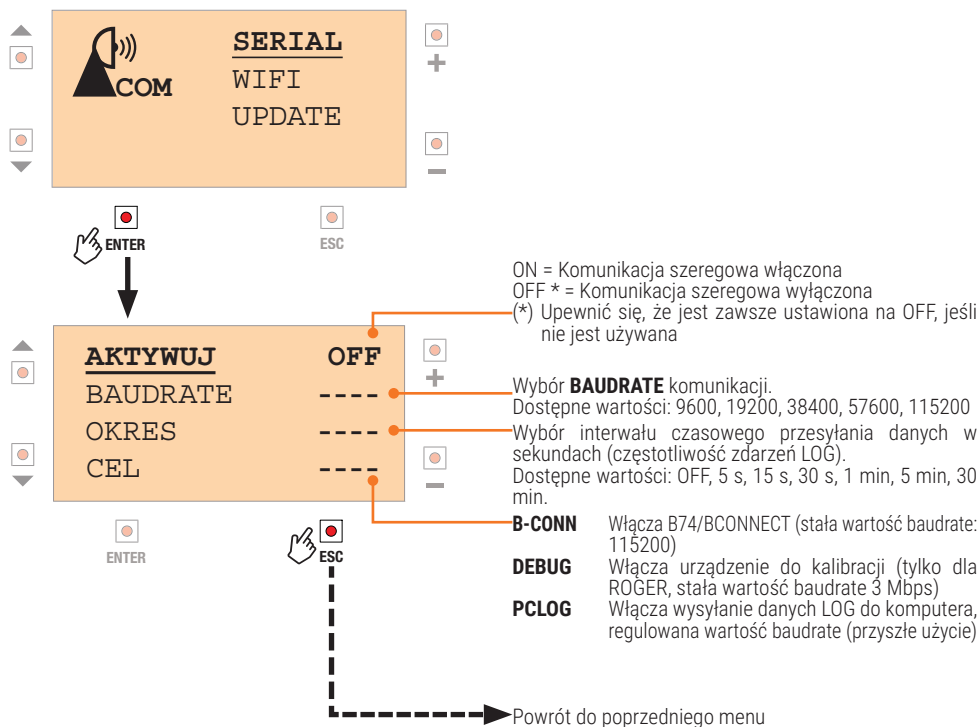 COM
SERIAL
WIFI
UPDATE
+
−
ENTER
ESC
ON = Komunikacja szeregowa włączona
OFF * = Komunikacja szeregowa wyłączona
(*) Upewnić się, że jest zawsze ustawiona na OFF, jeśli
nie jest używana
AKTYWUJ OFF
BAUDRATE ----
OKRES ----
CEL ----
+
−
Wybór BAUDRATE komunikacji.
Dostępne wartości: 9600, 19200, 38400, 57600, 115200
Wybór interwału czasowego przesyłania danych w
sekundach (częstotliwość zdarzeń LOG).
Dostępne wartości: OFF, 5 s, 15 s, 30 s, 1 min, 5 min, 30
min.
B-CONN Włącza B74/BCONNECT (stała wartość baudrate:
115200)
DEBUG Włącza urządzenie do kalibracji (tylko dla
ROGER, stała wartość baudrate 3 Mbps)
PCLOG Włącza wysyłanie danych LOG do komputera,
regulowana wartość baudrate (przyszłe użycie)
ENTER
ESC
Powrót do poprzedniego menu